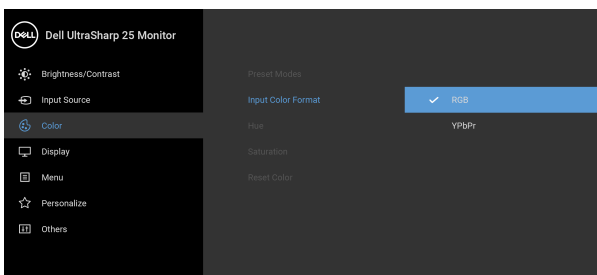 DELL Dell UltraSharp 25 Monitor
Brightness/Contrast
Input Source
Color
Display
Menu
Personalize
Others
Preset Modes
Input Color Format
Hue
Saturation
Reset Color
RGB
YPbPr